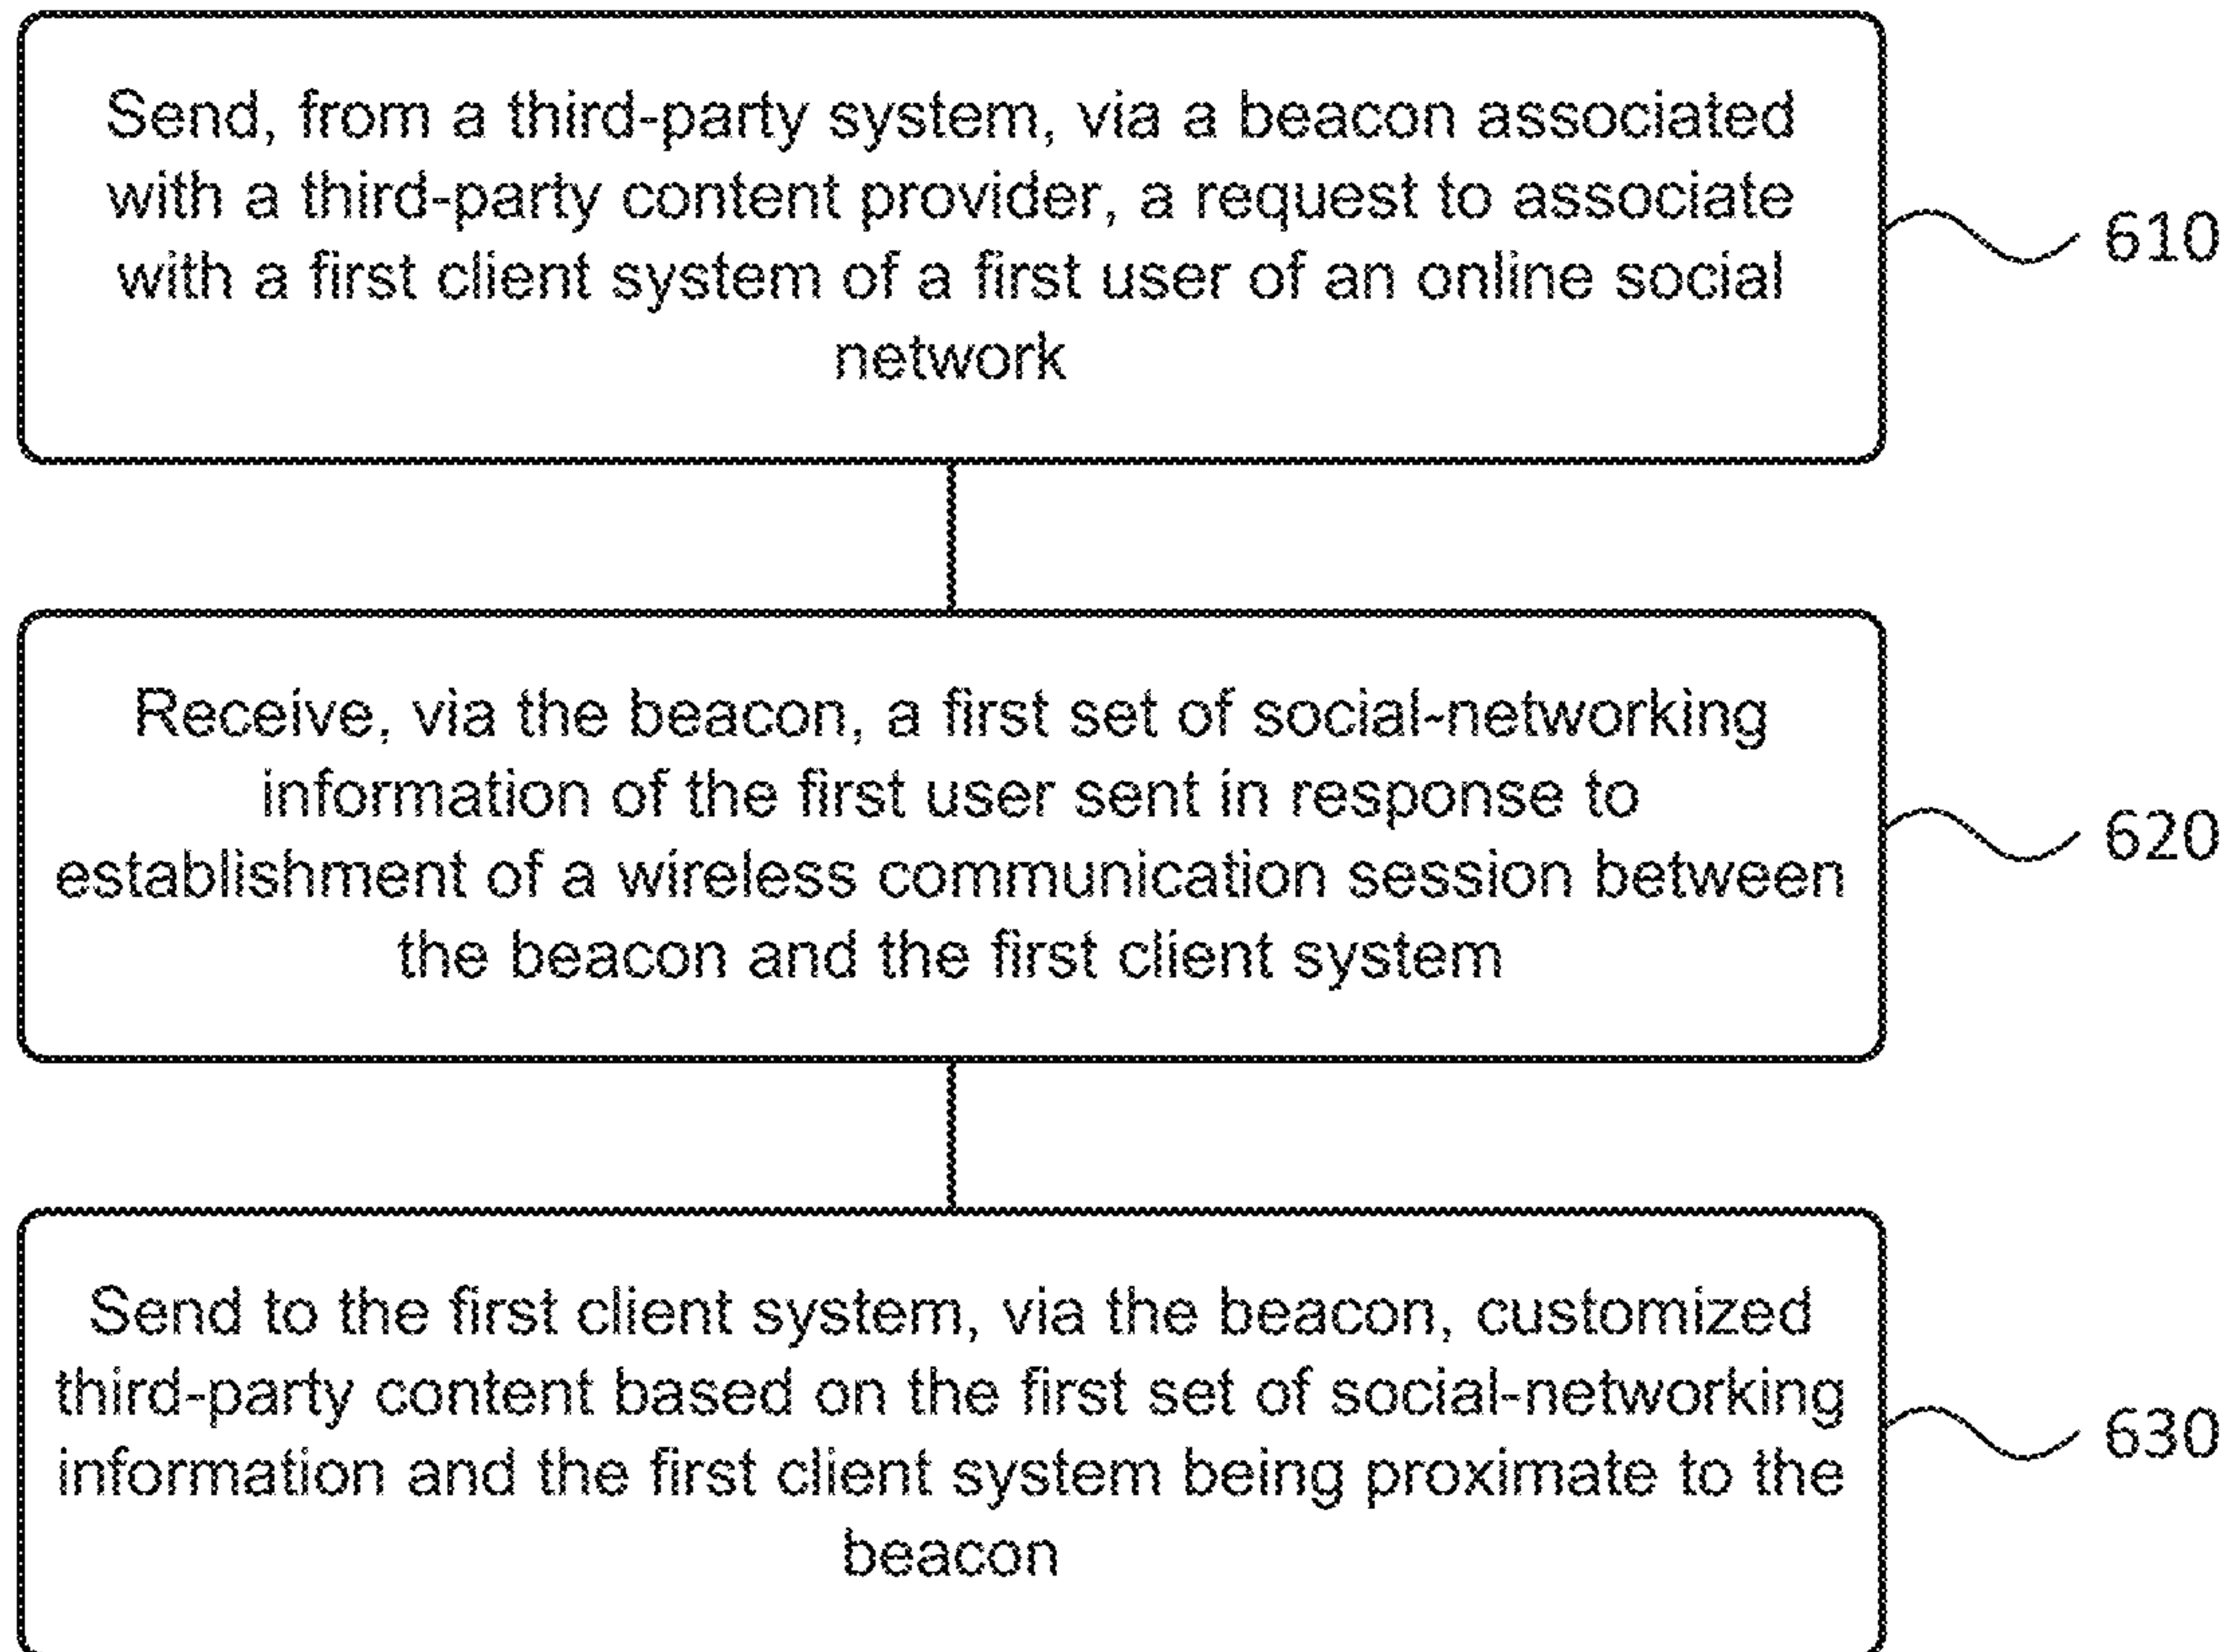 Send, from a third-party system, via a beacon associated
with a third-party content provider, a request to associate
with a first client system of a first user of an online social
network
610
Receive, via the beacon, a first set of social-networking
information of the first user sent in response to
establishment of a wireless communication session between
the beacon and the first client system
620
Send to the first client system, via the beacon, customized
third-party content based on the first set of social-networking
information and the first client system being proximate to the
beacon
630